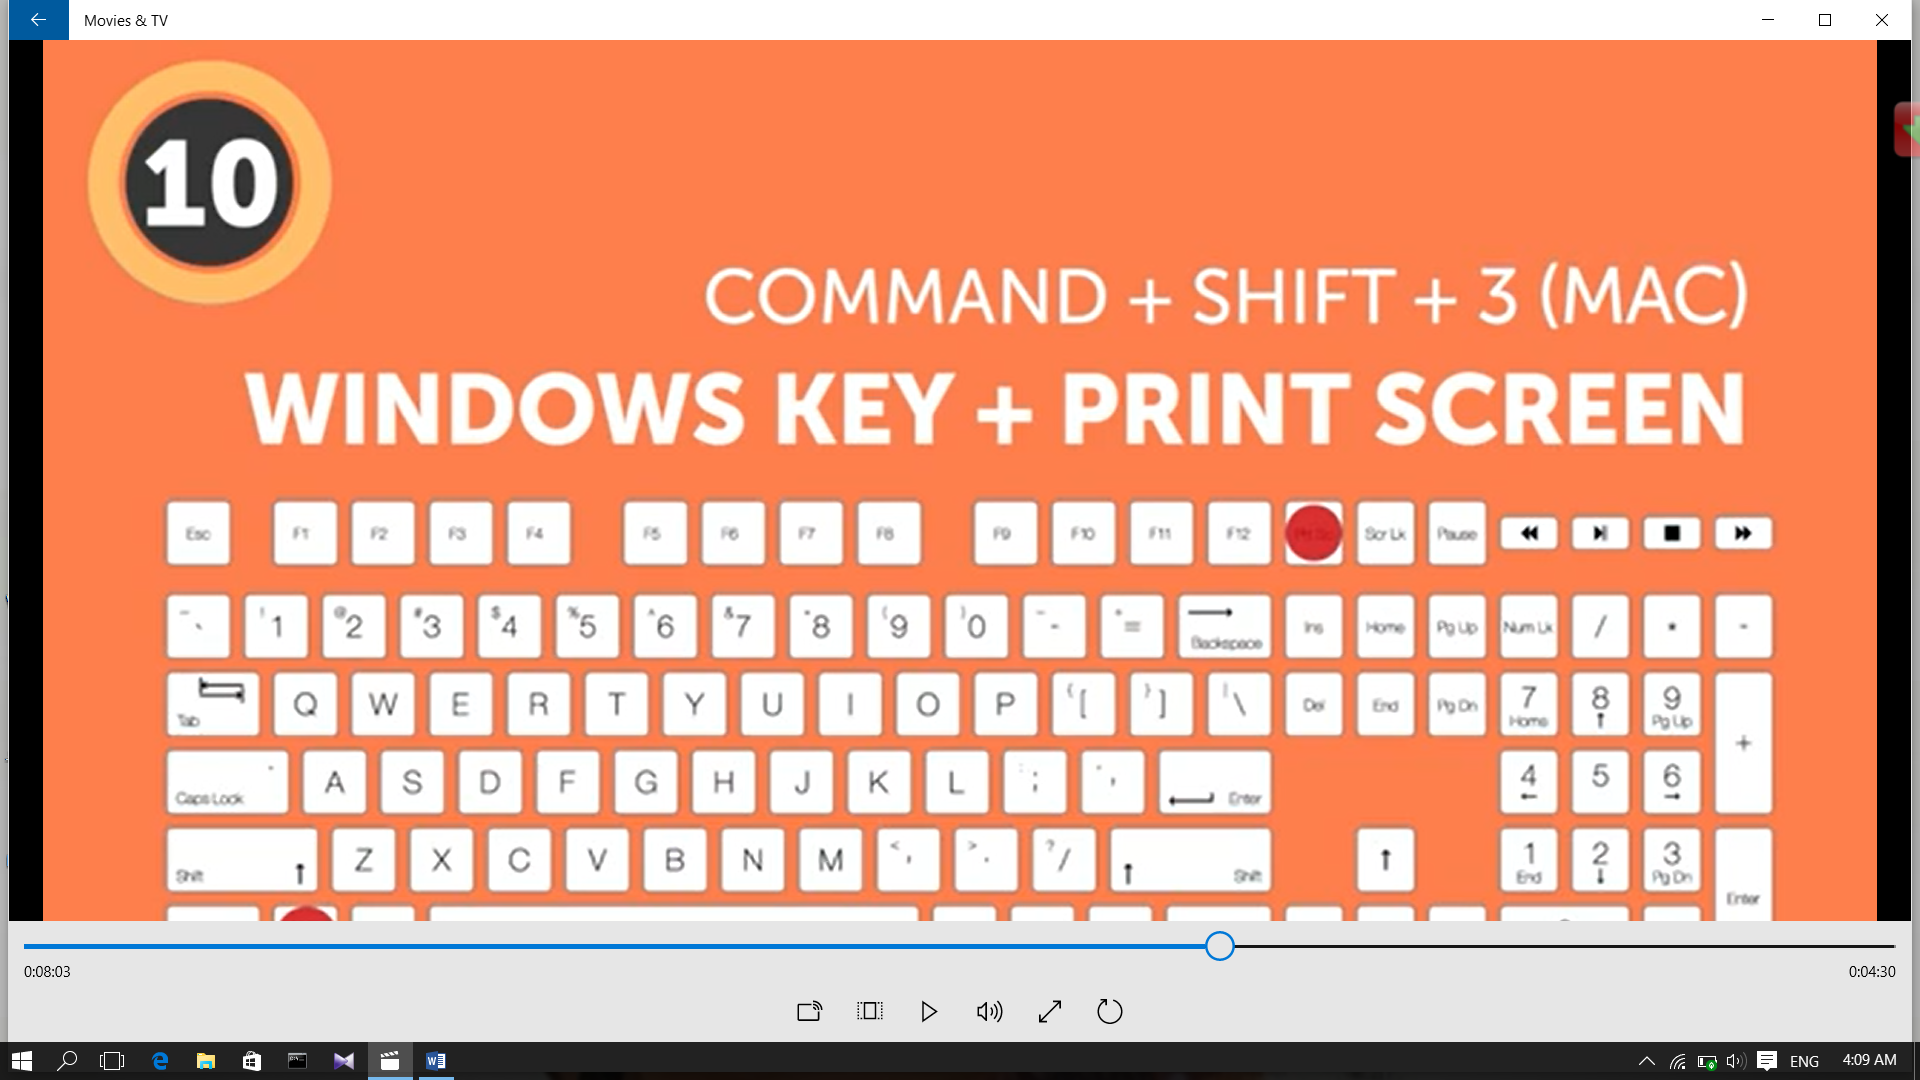 Movies & TV
10
COMMAND + SHIFT + 3 (MAC)
WINDOWS KEY + PRINT SCREEN
Esc F1 F2 F3 F4 F5 F6 F7 F8 F9 F10 F11 F12 Scr Lk Pause
~ ` ! 1 @ 2 # 3 $ 4 % 5 ^ 6 & 7 * 8 ( 9 ) 0 - + = Backspace Ins Home Pg Up Num Lk / * -
Tab Q W E R T Y U I O P { [ } ] | \ Del End Pg Dn 7 Home 8 ↑ 9 Pg Up +
Caps Lock A S D F G H J K L : ; ' Enter 4 ← 5 6 →
Shift ↑ Z X C V B N M < , > . ? / ↑ Shift ↑ 1 End 2 ↓ 3 Pg Dn Enter
0:08:03 0:04:30
ENG 4:09 AM